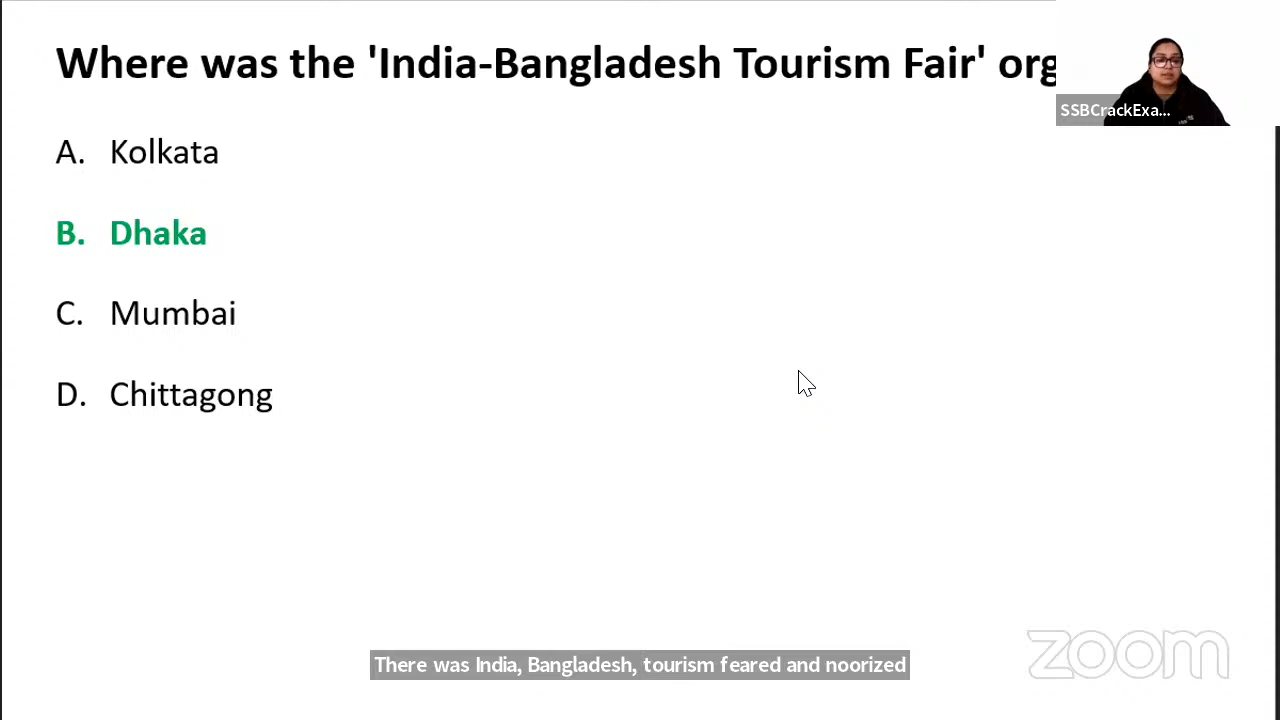 Where was the 'India-Bangladesh Tourism Fair' org
SSBCrackExa...
A. Kolkata
B. Dhaka
C. Mumbai
D. Chittagong
There was India, Bangladesh, tourism feared and noorized
zoom